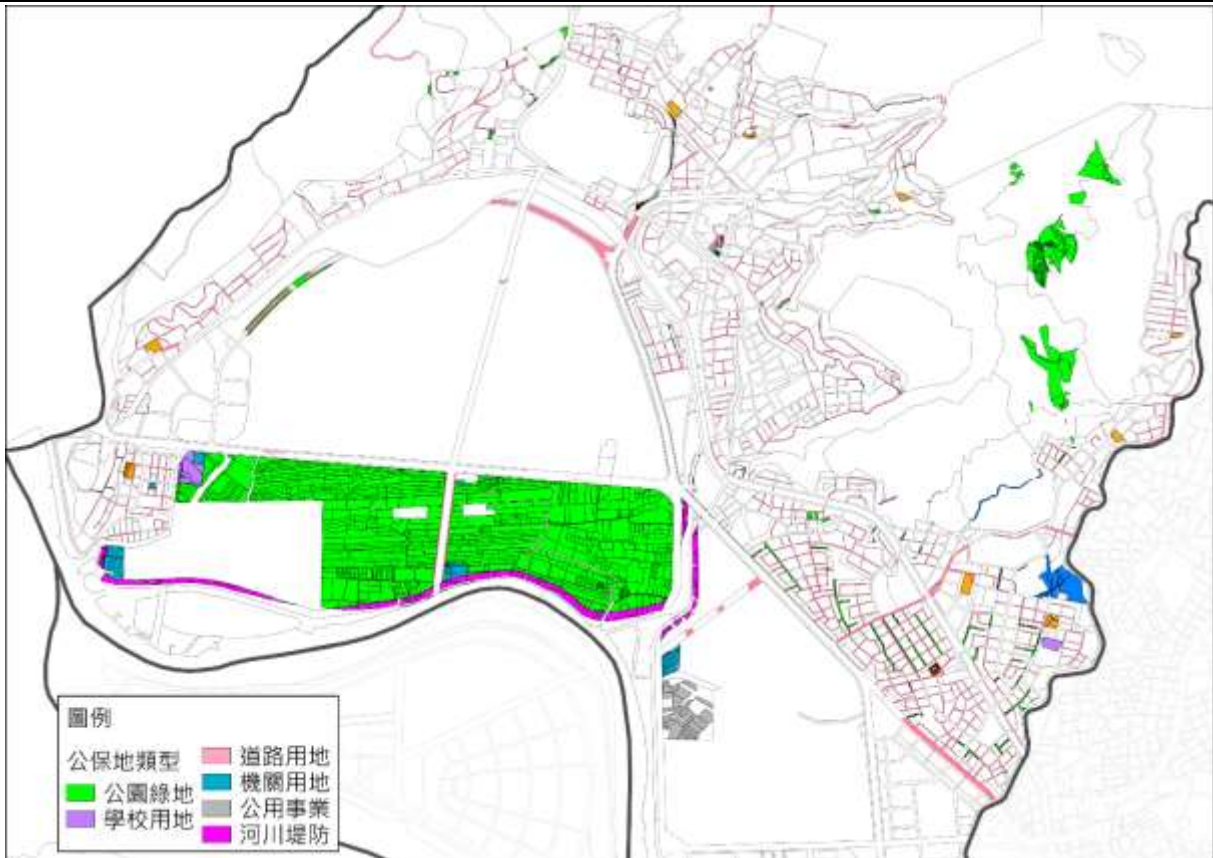 圖例
公保地類型
公園綠地
學校用地
道路用地
機關用地
公用事業
河川堤防